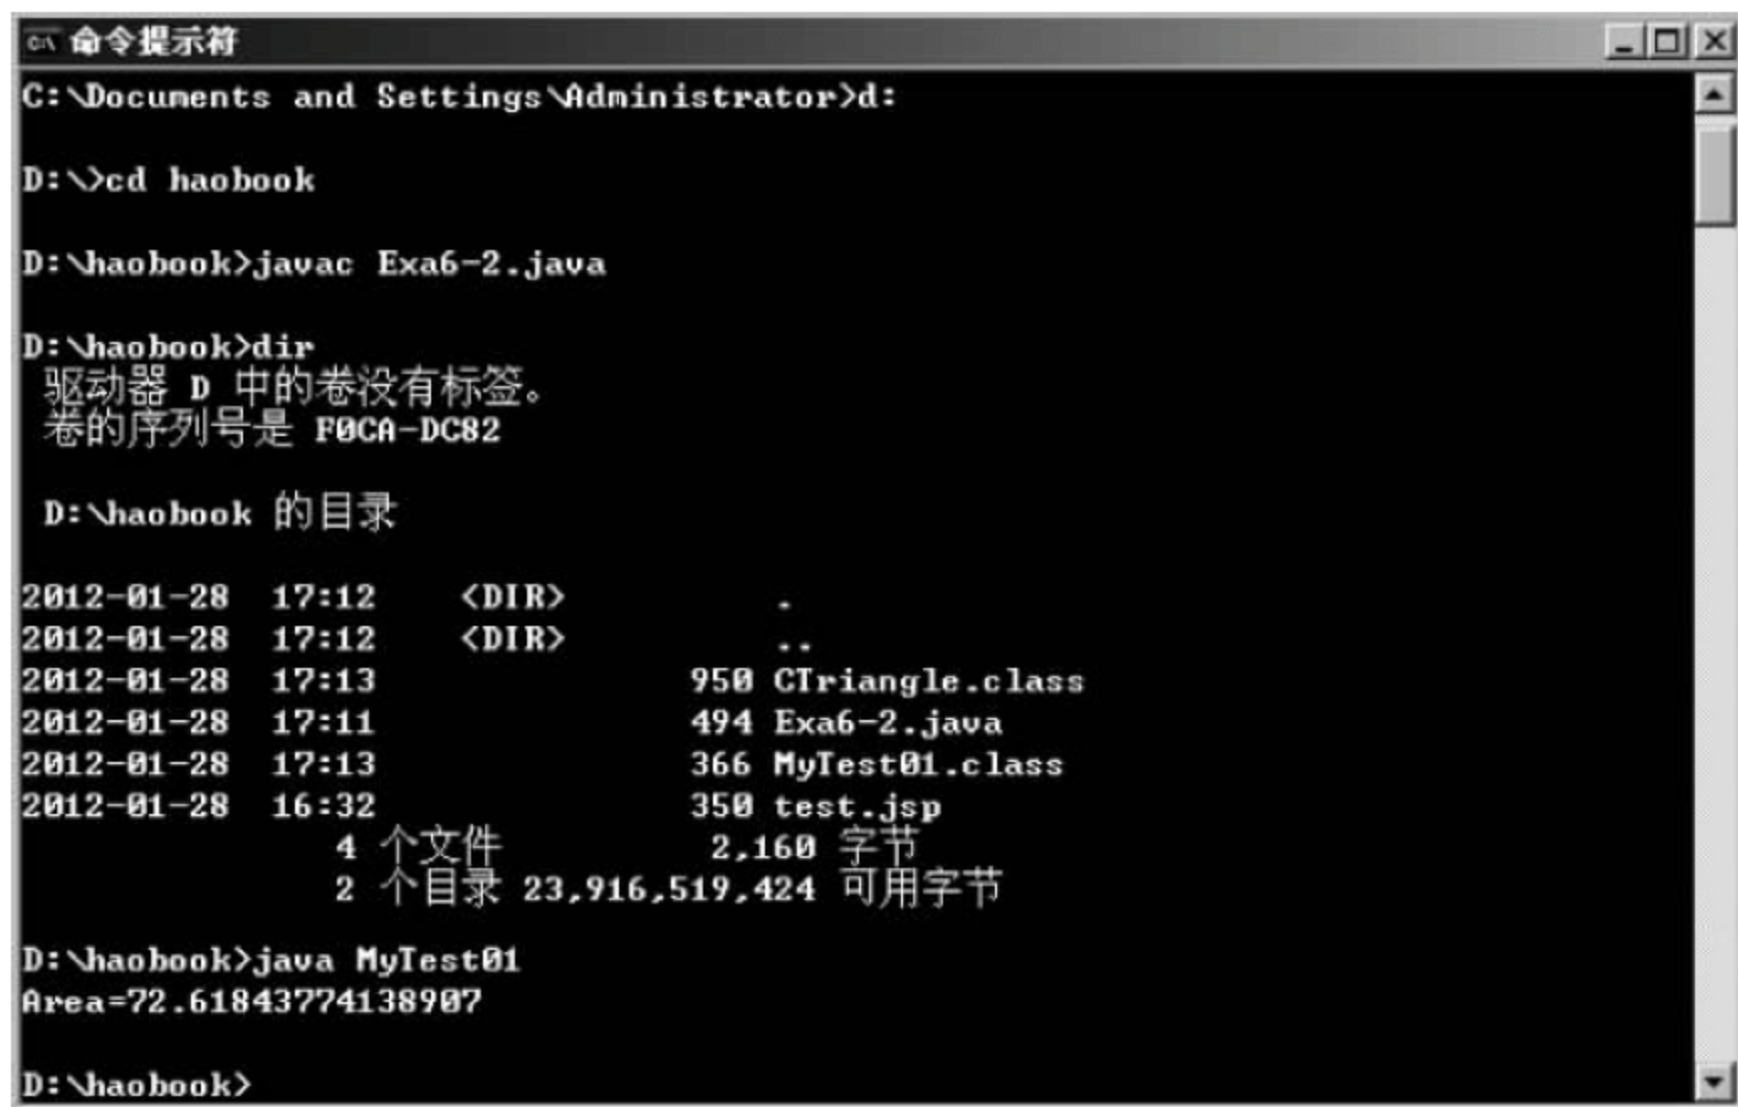 命令提示符
C:\Documents and Settings\Administrator>d:
D:\>cd haobook
D:\haobook>javac Exa6-2.java
D:\haobook>dir
驱动器 D 中的卷没有标签。
卷的序列号是 F0CA-DC82
D:\haobook 的目录
2012-01-28  17:12    <DIR>          .
2012-01-28  17:12    <DIR>          ..
2012-01-28  17:13               950 CTriangle.class
2012-01-28  17:11               494 Exa6-2.java
2012-01-28  17:13               366 MyTest01.class
2012-01-28  16:32               350 test.jsp
4 个文件          2,160 字节
2 个目录 23,916,519,424 可用字节
D:\haobook>java MyTest01
Area=72.61843774138907
D:\haobook>